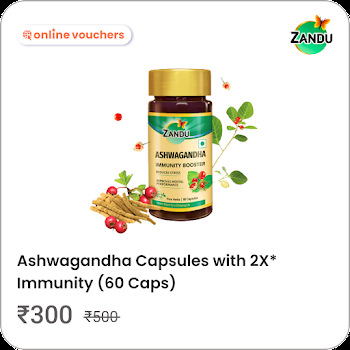 online vouchers
ZANDU
ZANDU
ASHWAGANDHA
IMMUNITY BOOSTER
Ashwagandha Capsules with 2X*
Immunity (60 Caps)
₹300 ₹500